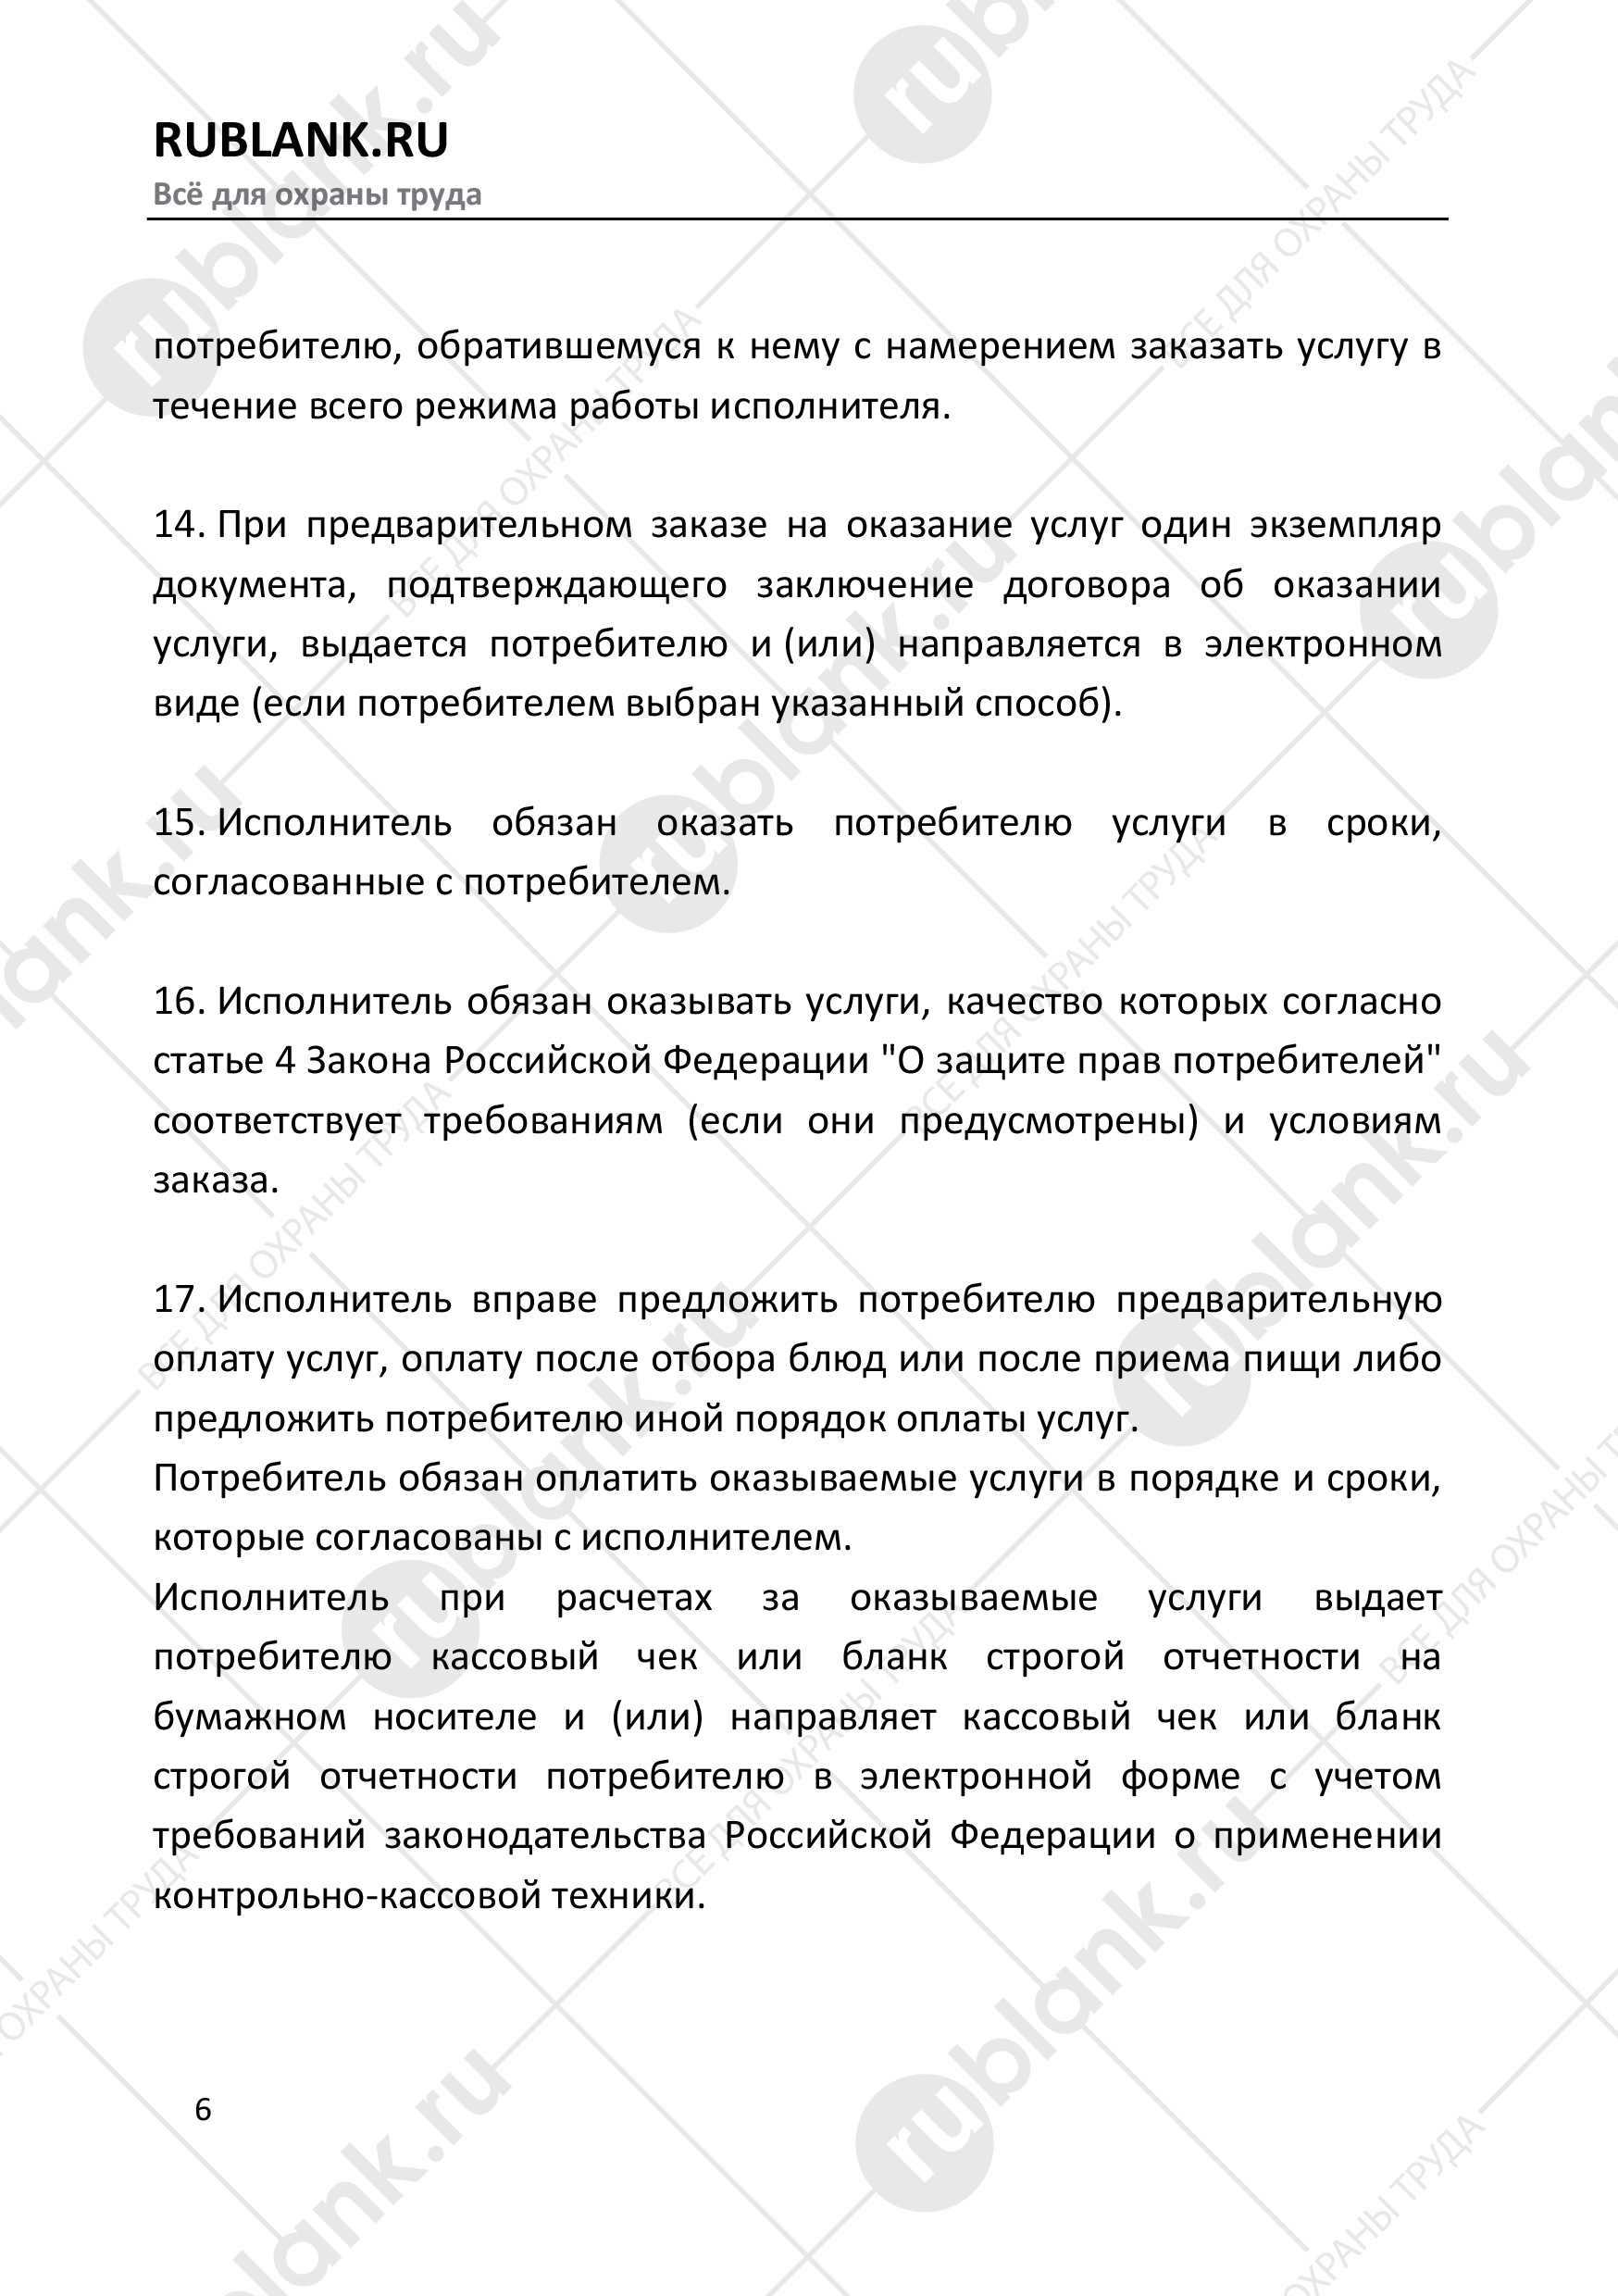 RUBLANK.RU
Всё для охраны труда
потребителю, обратившемуся к нему с намерением заказать услугу в
течение всего режима работы исполнителя.
14. При предварительном заказе на оказание услуг один экземпляр
документа, подтверждающего заключение договора об оказании
услуги, выдается потребителю и (или) направляется в электронном
виде (если потребителем выбран указанный способ).
15. Исполнитель обязан оказать потребителю услуги в сроки,
согласованные с потребителем.
16. Исполнитель обязан оказывать услуги, качество которых согласно
статье 4 Закона Российской Федерации "О защите прав потребителей"
соответствует требованиям (если они предусмотрены) и условиям
заказа.
17. Исполнитель вправе предложить потребителю предварительную
оплату услуг, оплату после отбора блюд или после приема пищи либо
предложить потребителю иной порядок оплаты услуг.
Потребитель обязан оплатить оказываемые услуги в порядке и сроки,
которые согласованы с исполнителем.
Исполнитель при расчетах за оказываемые услуги выдает
потребителю кассовый чек или бланк строгой отчетности на
бумажном носителе и (или) направляет кассовый чек или бланк
строгой отчетности потребителю в электронной форме с учетом
требований законодательства Российской Федерации о применении
контрольно-кассовой техники.
6